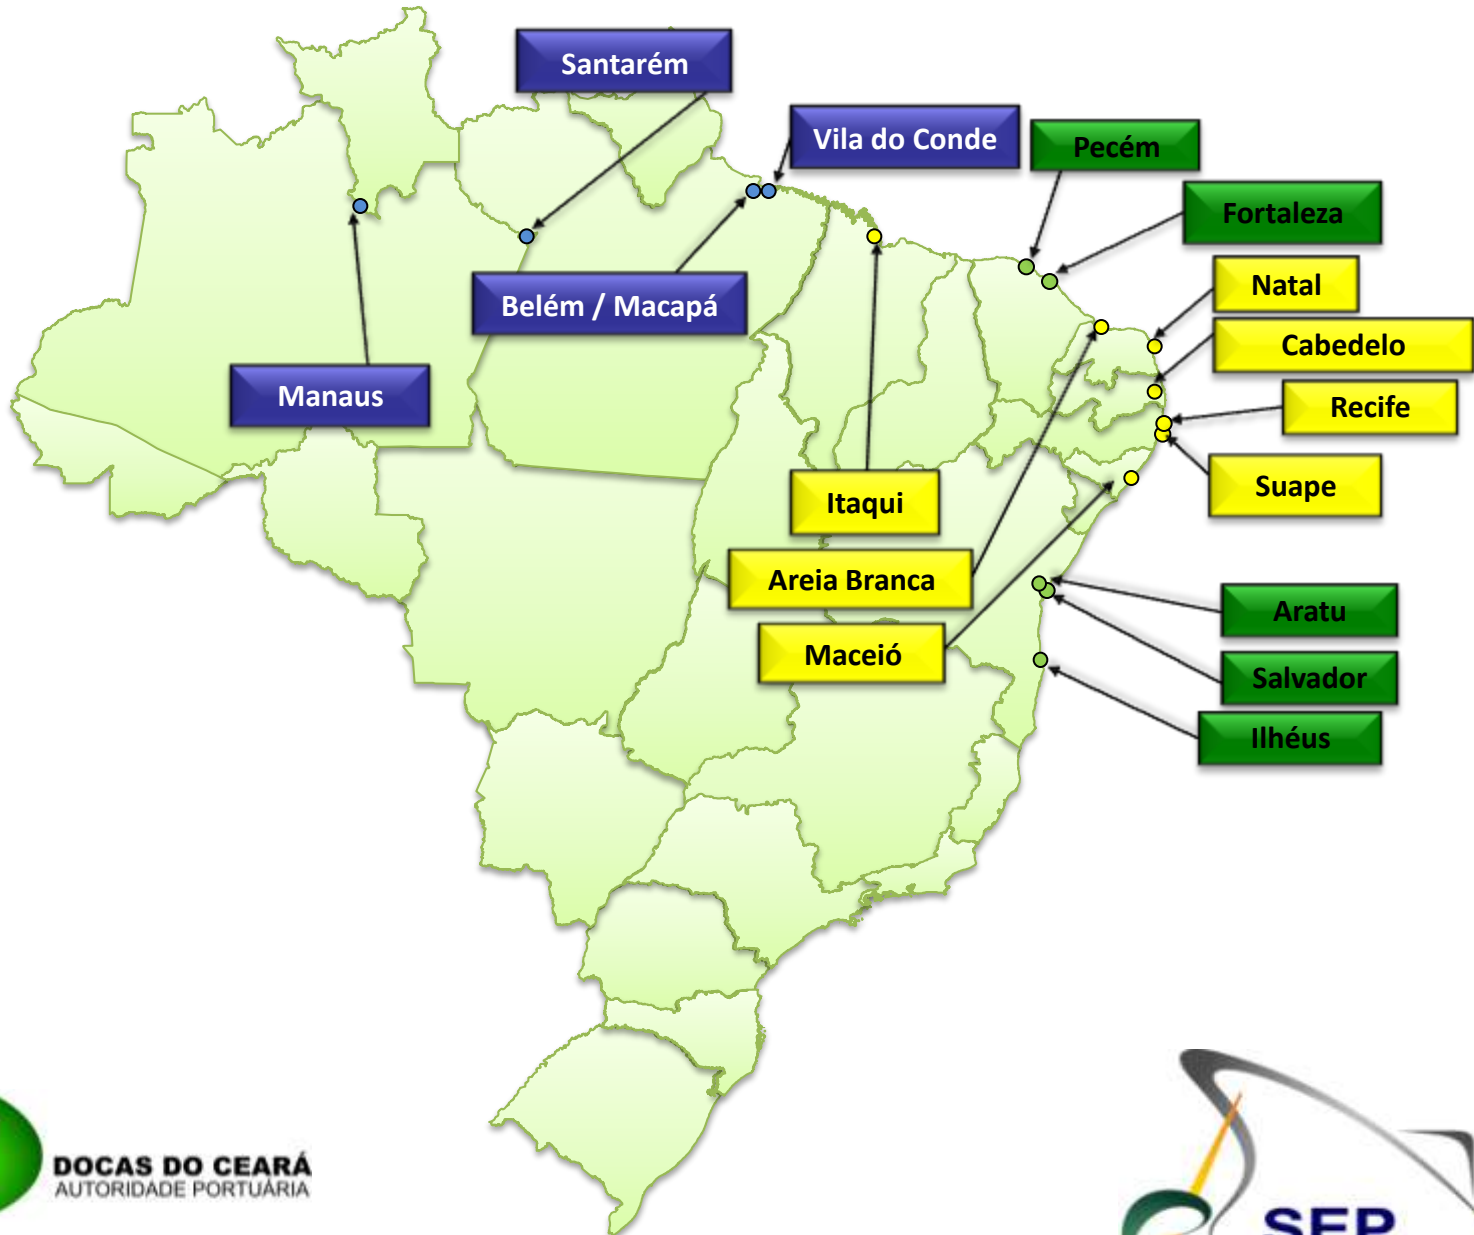 Santarém
Vila do Conde
Pecém
Fortaleza
Natal
Belém / Macapá
Cabedelo
Manaus
Recife
Suape
Itaqui
Areia Branca
Aratu
Maceió
Salvador
Ilhéus
DOCAS DO CEARÁ
AUTORIDADE PORTUÁRIA
SEP